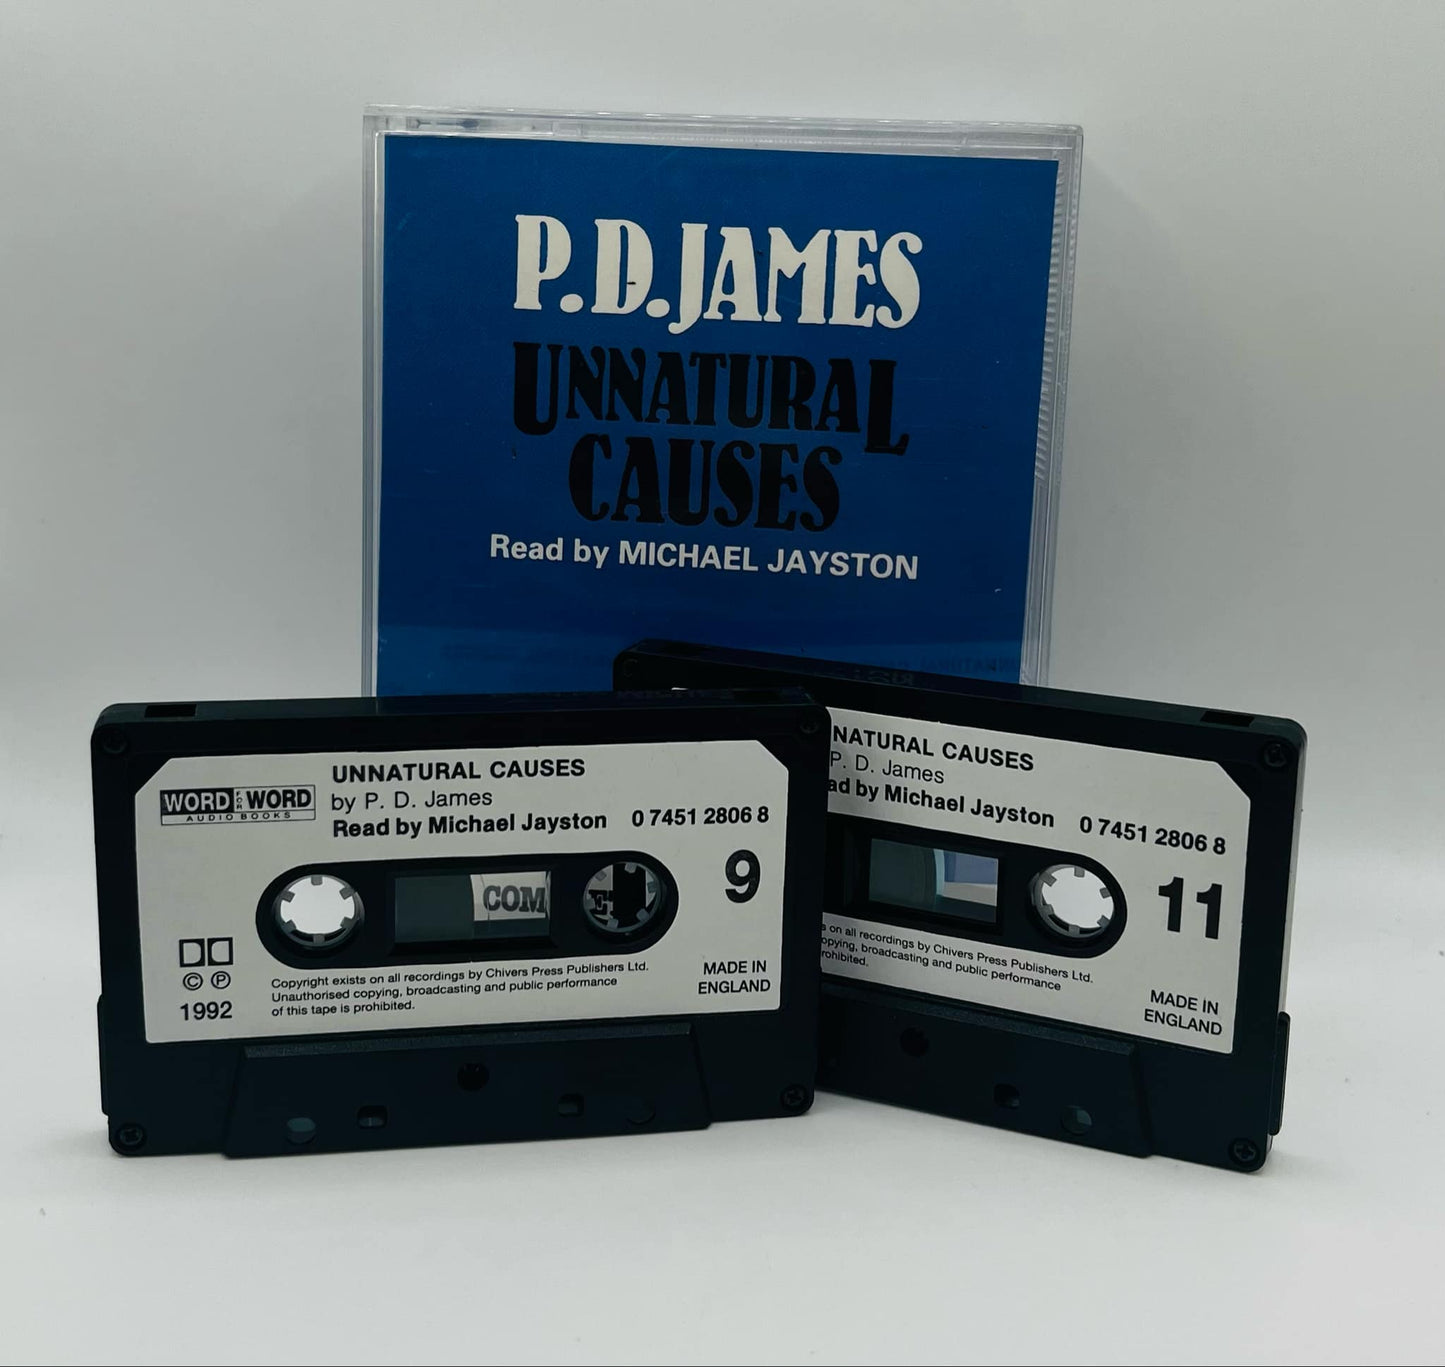 P.D.JAMES
UNNATURAL
CAUSES
Read by MICHAEL JAYSTON
WORD FOR WORD
AUDIO BOOKS
UNNATURAL CAUSES
by P. D. James
Read by Michael Jayston 0 7451 2806 8
9
COM
E
© ℗
1992
Copyright exists on all recordings by Chivers Press Publishers Ltd.
Unauthorised copying, broadcasting and public performance
of this tape is prohibited.
MADE IN
ENGLAND
NATURAL CAUSES
P. D. James
ad by Michael Jayston 0 7451 2806 8
11
s on all recordings by Chivers Press Publishers Ltd.
opying, broadcasting and public performance
rohibited.
MADE IN
ENGLAND